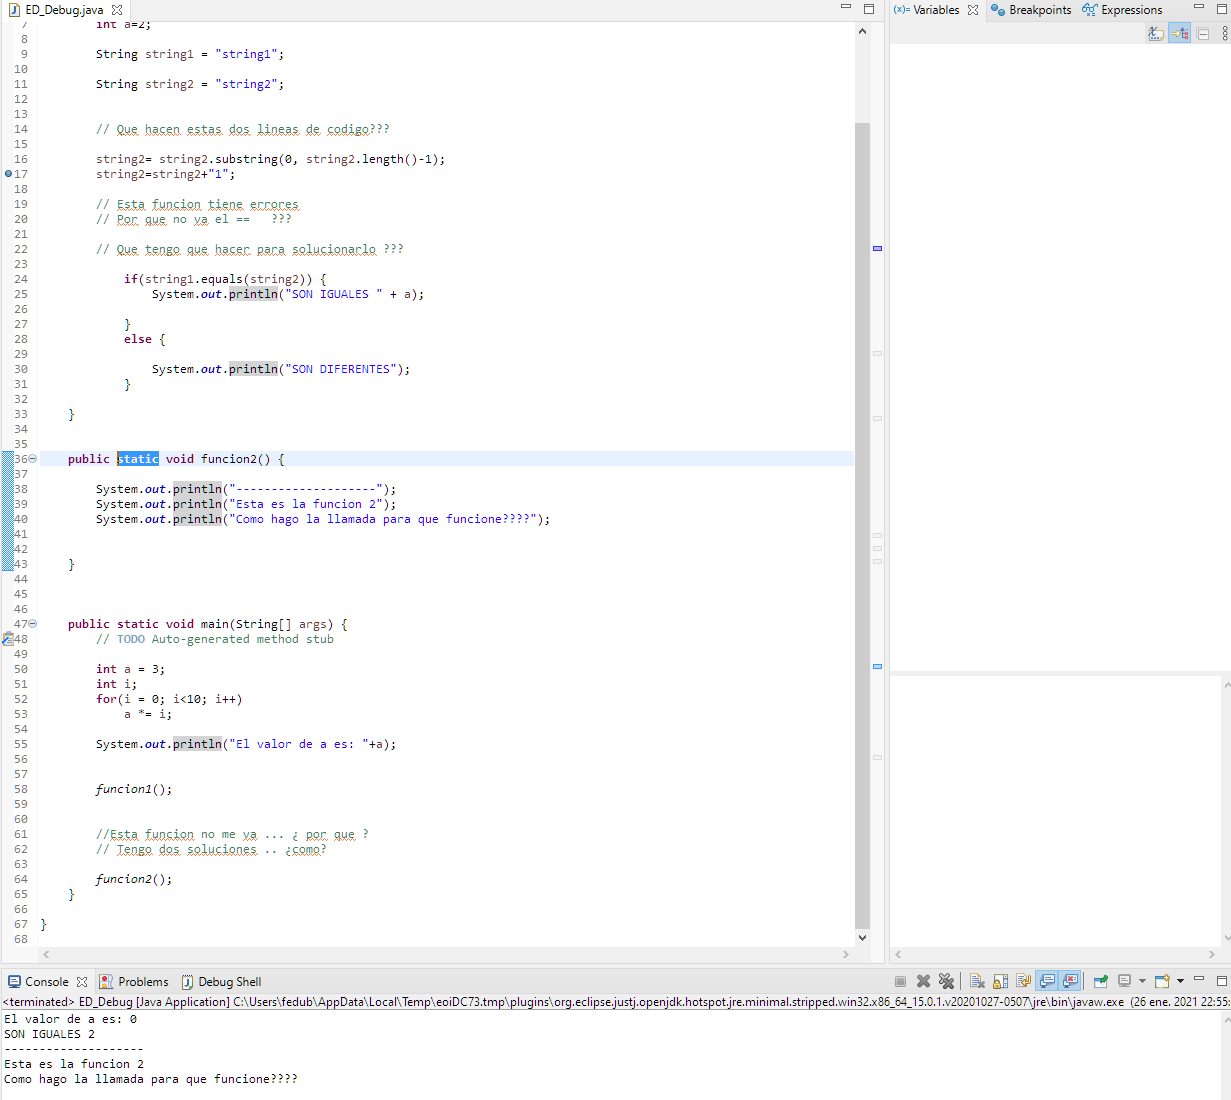 ED_Debug.java
7 int a=2;
8
9 String string1 = "string1";
10
11 String string2 = "string2";
12
13
14 // Que hacen estas dos lineas de codigo???
15
16 string2= string2.substring(0, string2.length()-1);
17 string2=string2+"1";
18
19 // Esta funcion tiene errores
20 // Por que no va el == ???
21
22 // Que tengo que hacer para solucionarlo ???
23
24 if(string1.equals(string2)) {
25 System.out.println("SON IGUALES " + a);
26
27 }
28 else {
29
30 System.out.println("SON DIFERENTES");
31 }
32
33 }
34
35
36 public static void funcion2() {
37
38 System.out.println("--------------------");
39 System.out.println("Esta es la funcion 2");
40 System.out.println("Como hago la llamada para que funcione????");
41
42
43 }
44
45
46
47 public static void main(String[] args) {
48 // TODO Auto-generated method stub
49
50 int a = 3;
51 int i;
52 for(i = 0; i<10; i++)
53 a *= i;
54
55 System.out.println("El valor de a es: "+a);
56
57
58 funcion1();
59
60
61 //Esta funcion no me va ... ¿ por que ?
62 // Tengo dos soluciones .. ¿como?
63
64 funcion2();
65 }
66
67 }
68
(x)= Variables Breakpoints Expressions
Console Problems Debug Shell
<terminated> ED_Debug [Java Application] C:\Users\fedub\AppData\Local\Temp\eoiDC73.tmp\plugins\org.eclipse.justj.openjdk.hotspot.jre.minimal.stripped.win32.x86_64_15.0.1.v20201027-0507\jre\bin\javaw.exe (26 ene. 2021 22:55:
El valor de a es: 0
SON IGUALES 2
--------------------
Esta es la funcion 2
Como hago la llamada para que funcione????